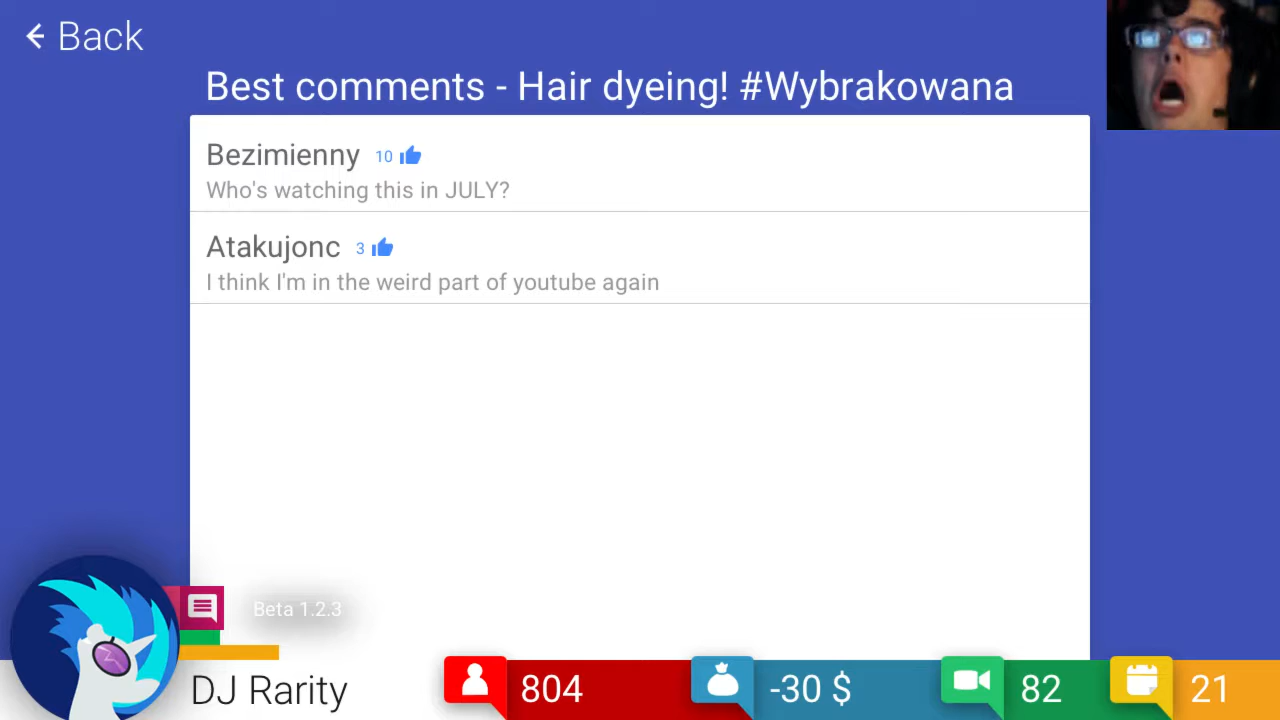 Back
Best comments - Hair dyeing! #Wybrakowana
Bezimienny 10
Who's watching this in JULY?
Atakujonc 3
I think I'm in the weird part of youtube again
Beta 1.2.3
DJ Rarity 804 -30 $ 82 21